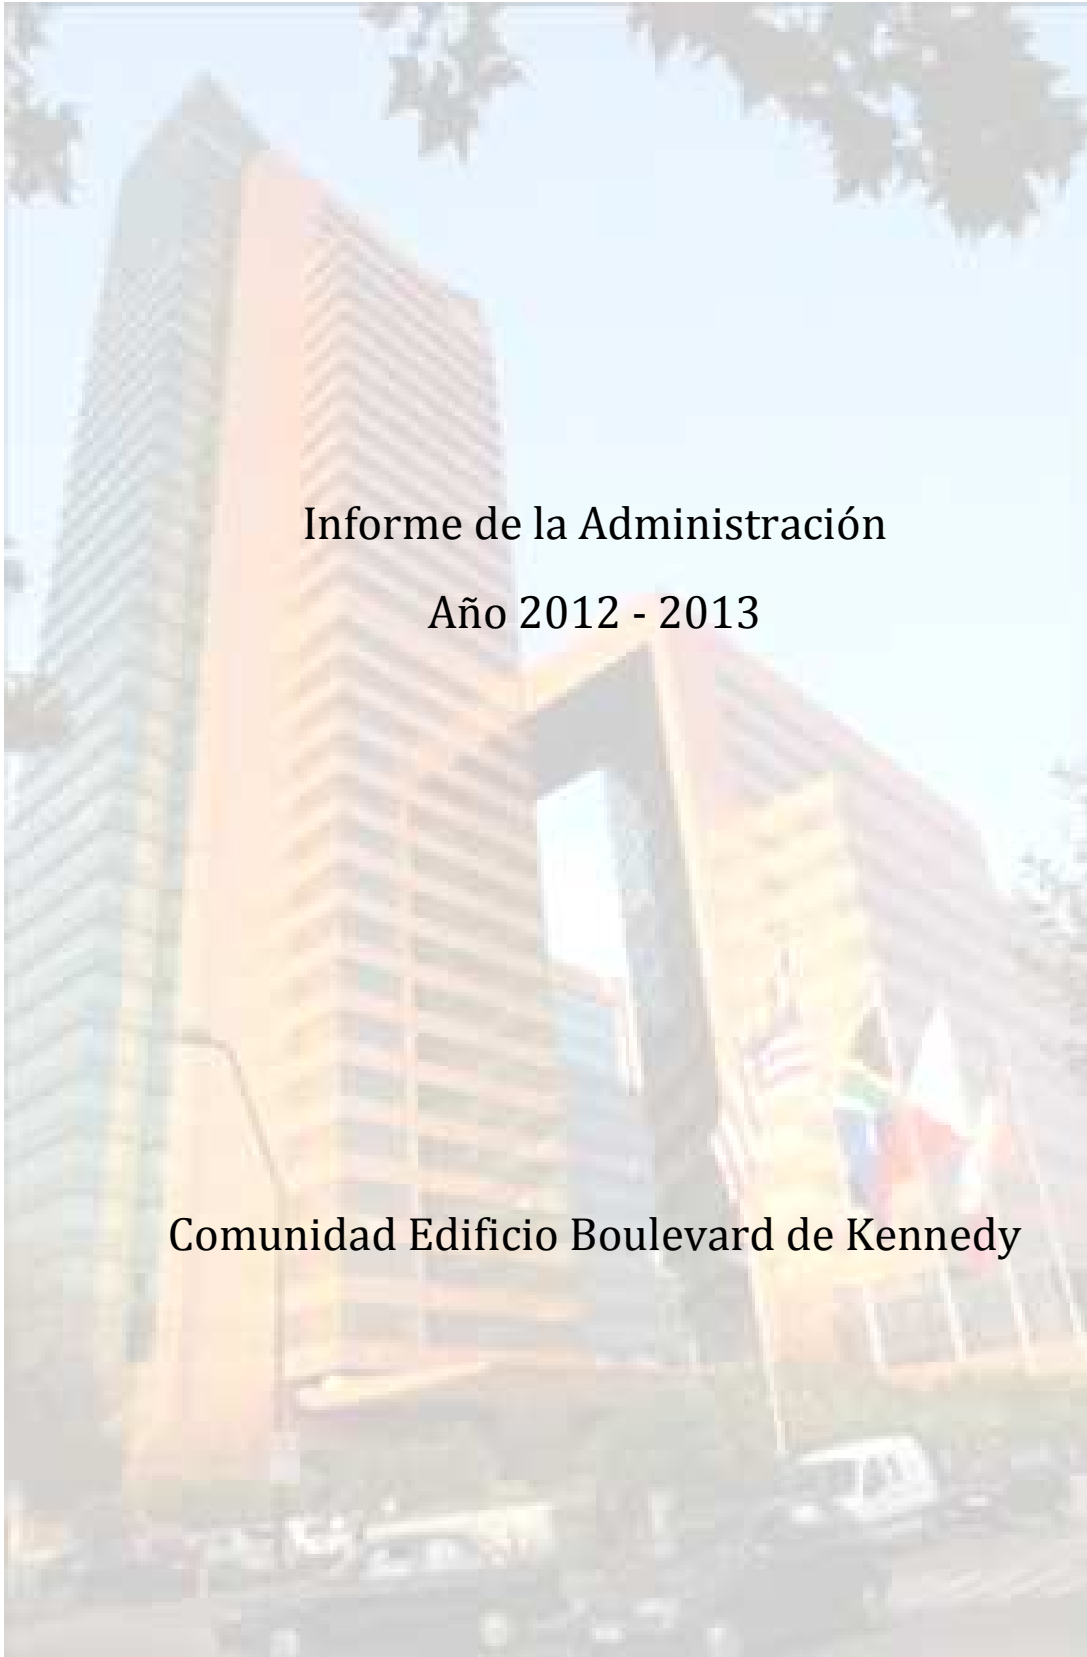 Informe de la Administración
Año 2012 - 2013
Comunidad Edificio Boulevard de Kennedy